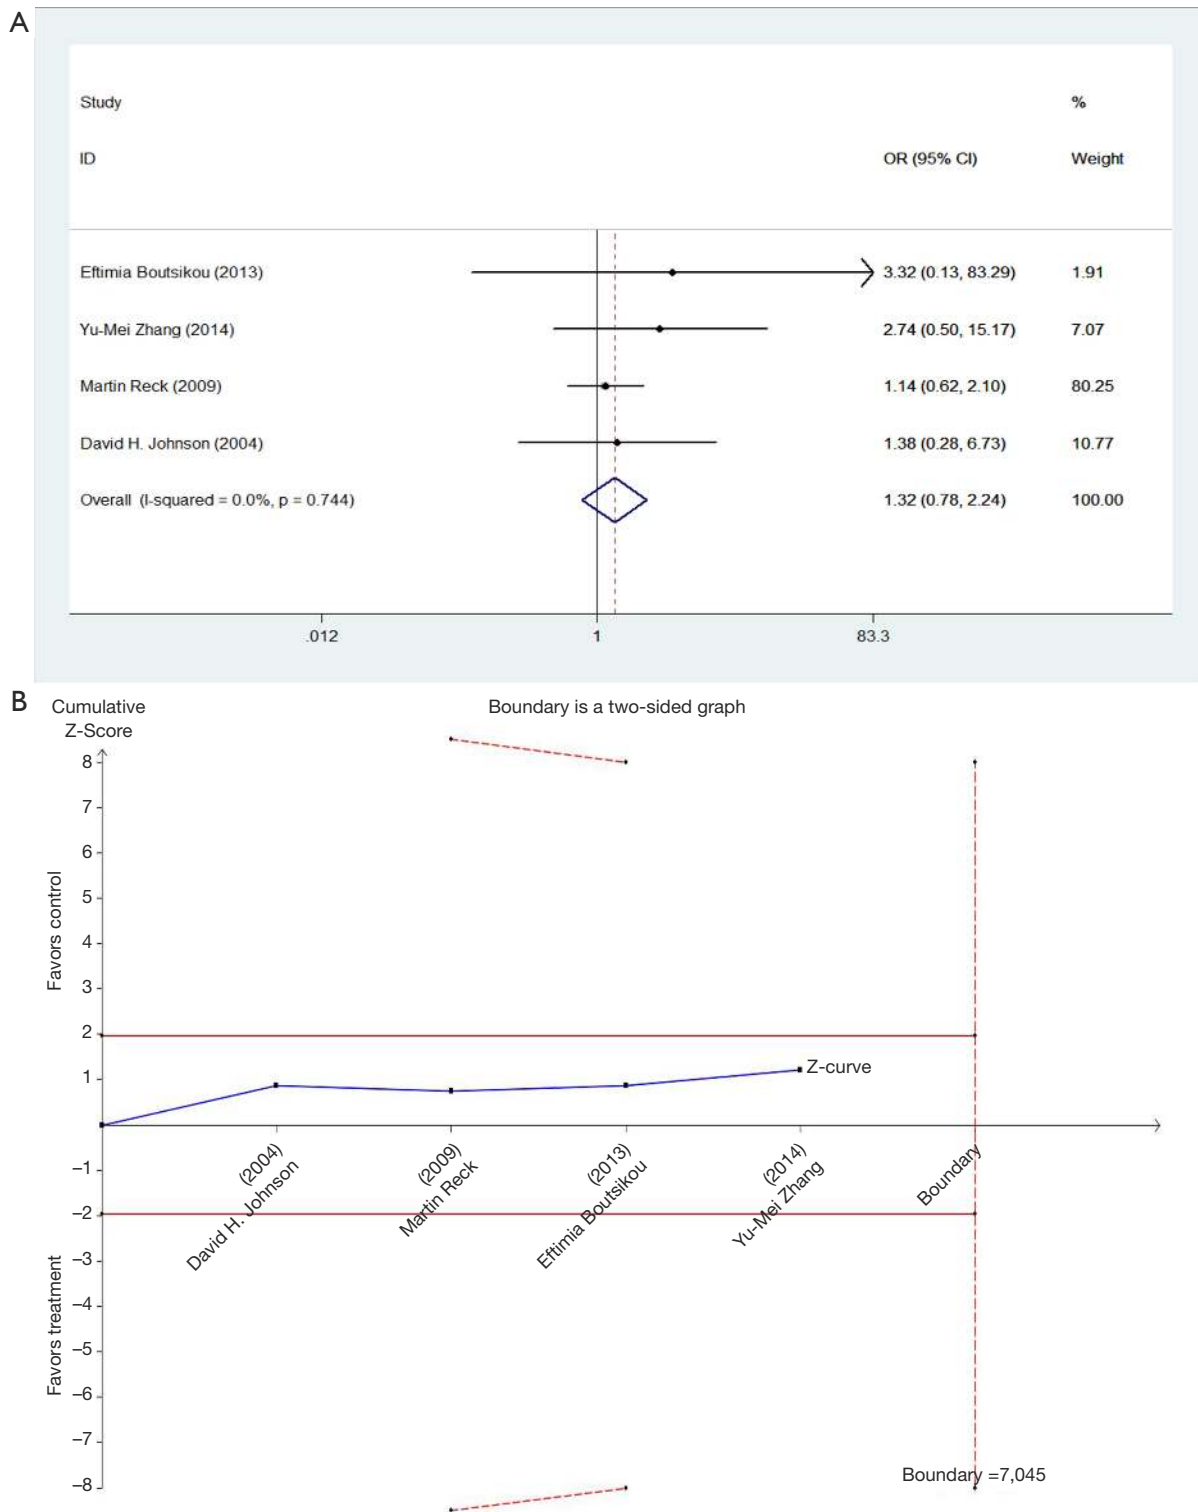 A
Study %
ID OR (95% CI) Weight
Eftimia Boutsikou (2013) 3.32 (0.13, 83.29) 1.91
Yu-Mei Zhang (2014) 2.74 (0.50, 15.17) 7.07
Martin Reck (2009) 1.14 (0.62, 2.10) 80.25
David H. Johnson (2004) 1.38 (0.28, 6.73) 10.77
Overall (I-squared = 0.0%, p = 0.744) 1.32 (0.78, 2.24) 100.00
.012 1 83.3
B
Cumulative
Z-Score
Boundary is a two-sided graph
8
7
6
5
4
3
2
1
–1
–2
–3
–4
–5
–6
–7
–8
Favors control
Favors treatment
Z-curve
(2004)
David H. Johnson
(2009)
Martin Reck
(2013)
Eftimia Boutsikou
(2014)
Yu-Mei Zhang
Boundary
Boundary =7,045